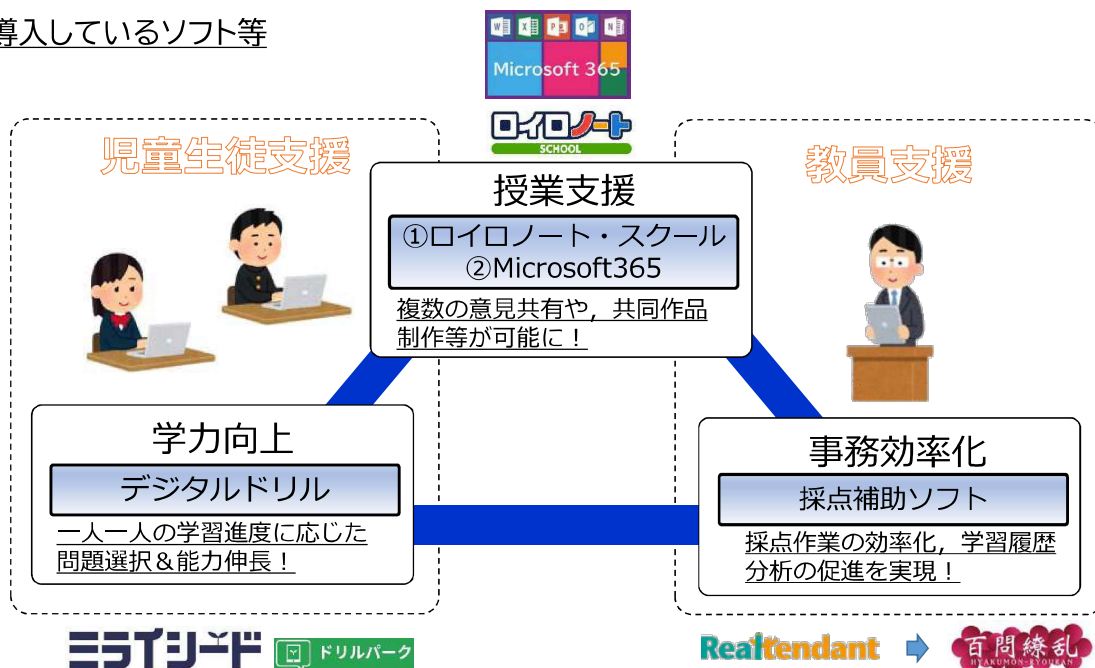 導入しているソフト等
Microsoft 365
ロイロノート
SCHOOL
児童生徒支援
教員支援
授業支援
①ロイロノート・スクール
②Microsoft365
複数の意見共有や，共同作品
制作等が可能に！
学力向上
デジタルドリル
一人一人の学習進度に応じた
問題選択＆能力伸長！
事務効率化
採点補助ソフト
採点作業の効率化，学習履歴
分析の促進を実現！
ミライシード
ドリルパーク
Realtendant
百問繚乱
HYAKUMON-RYOURAN